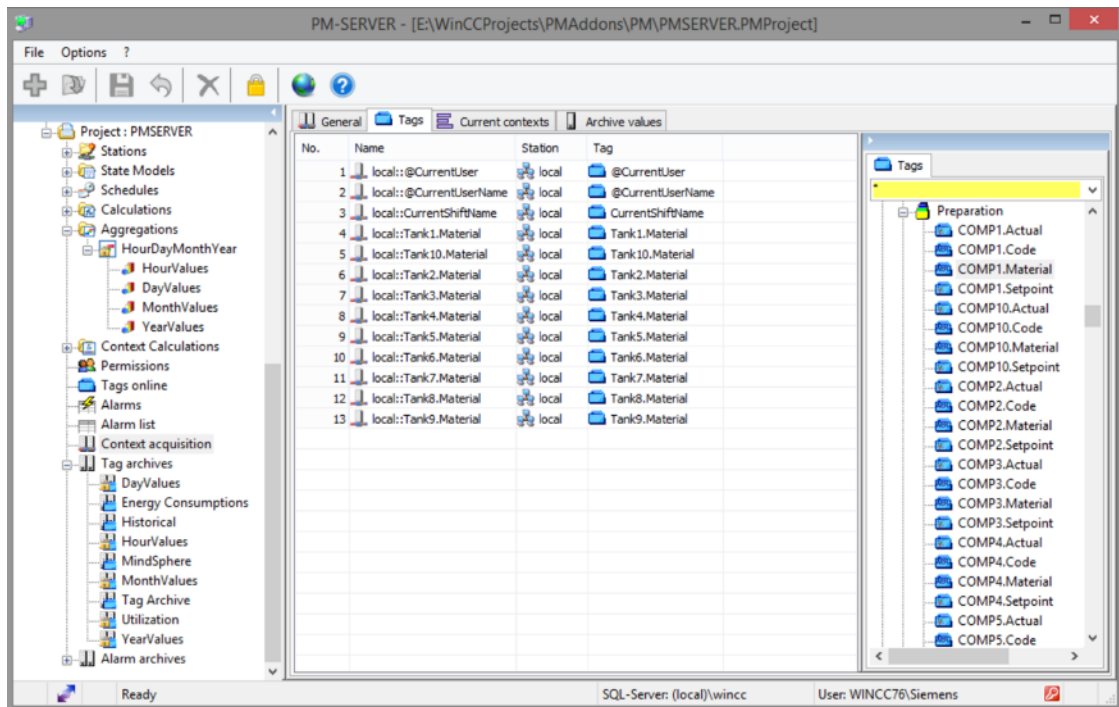 PM-SERVER - [E:\WinCCProjects\PMAddons\PM\PMSERVER.PMProject]
File Options ?
Project : PMSERVER
Stations
State Models
Schedules
Calculations
Aggregations
HourDayMonthYear
HourValues
DayValues
MonthValues
YearValues
Context Calculations
Permissions
Tags online
Alarms
Alarm list
Context acquisition
Tag archives
DayValues
Energy Consumptions
Historical
HourValues
MindSphere
MonthValues
Tag Archive
Utilization
YearValues
Alarm archives
General Tags Current contexts Archive values
No. Name Station Tag
1 local::@CurrentUser local @CurrentUser
2 local::@CurrentUserName local @CurrentUserName
3 local::CurrentShiftName local CurrentShiftName
4 local::Tank1.Material local Tank1.Material
5 local::Tank10.Material local Tank10.Material
6 local::Tank2.Material local Tank2.Material
7 local::Tank3.Material local Tank3.Material
8 local::Tank4.Material local Tank4.Material
9 local::Tank5.Material local Tank5.Material
10 local::Tank6.Material local Tank6.Material
11 local::Tank7.Material local Tank7.Material
12 local::Tank8.Material local Tank8.Material
13 local::Tank9.Material local Tank9.Material
Tags
*
Preparation
COMP1.Actual
COMP1.Code
COMP1.Material
COMP1.Setpoint
COMP10.Actual
COMP10.Code
COMP10.Material
COMP10.Setpoint
COMP2.Actual
COMP2.Code
COMP2.Material
COMP2.Setpoint
COMP3.Actual
COMP3.Code
COMP3.Material
COMP3.Setpoint
COMP4.Actual
COMP4.Code
COMP4.Material
COMP4.Setpoint
COMP5.Actual
COMP5.Code
Ready SQL-Server: (local)\wincc User: WINCC76\Siemens